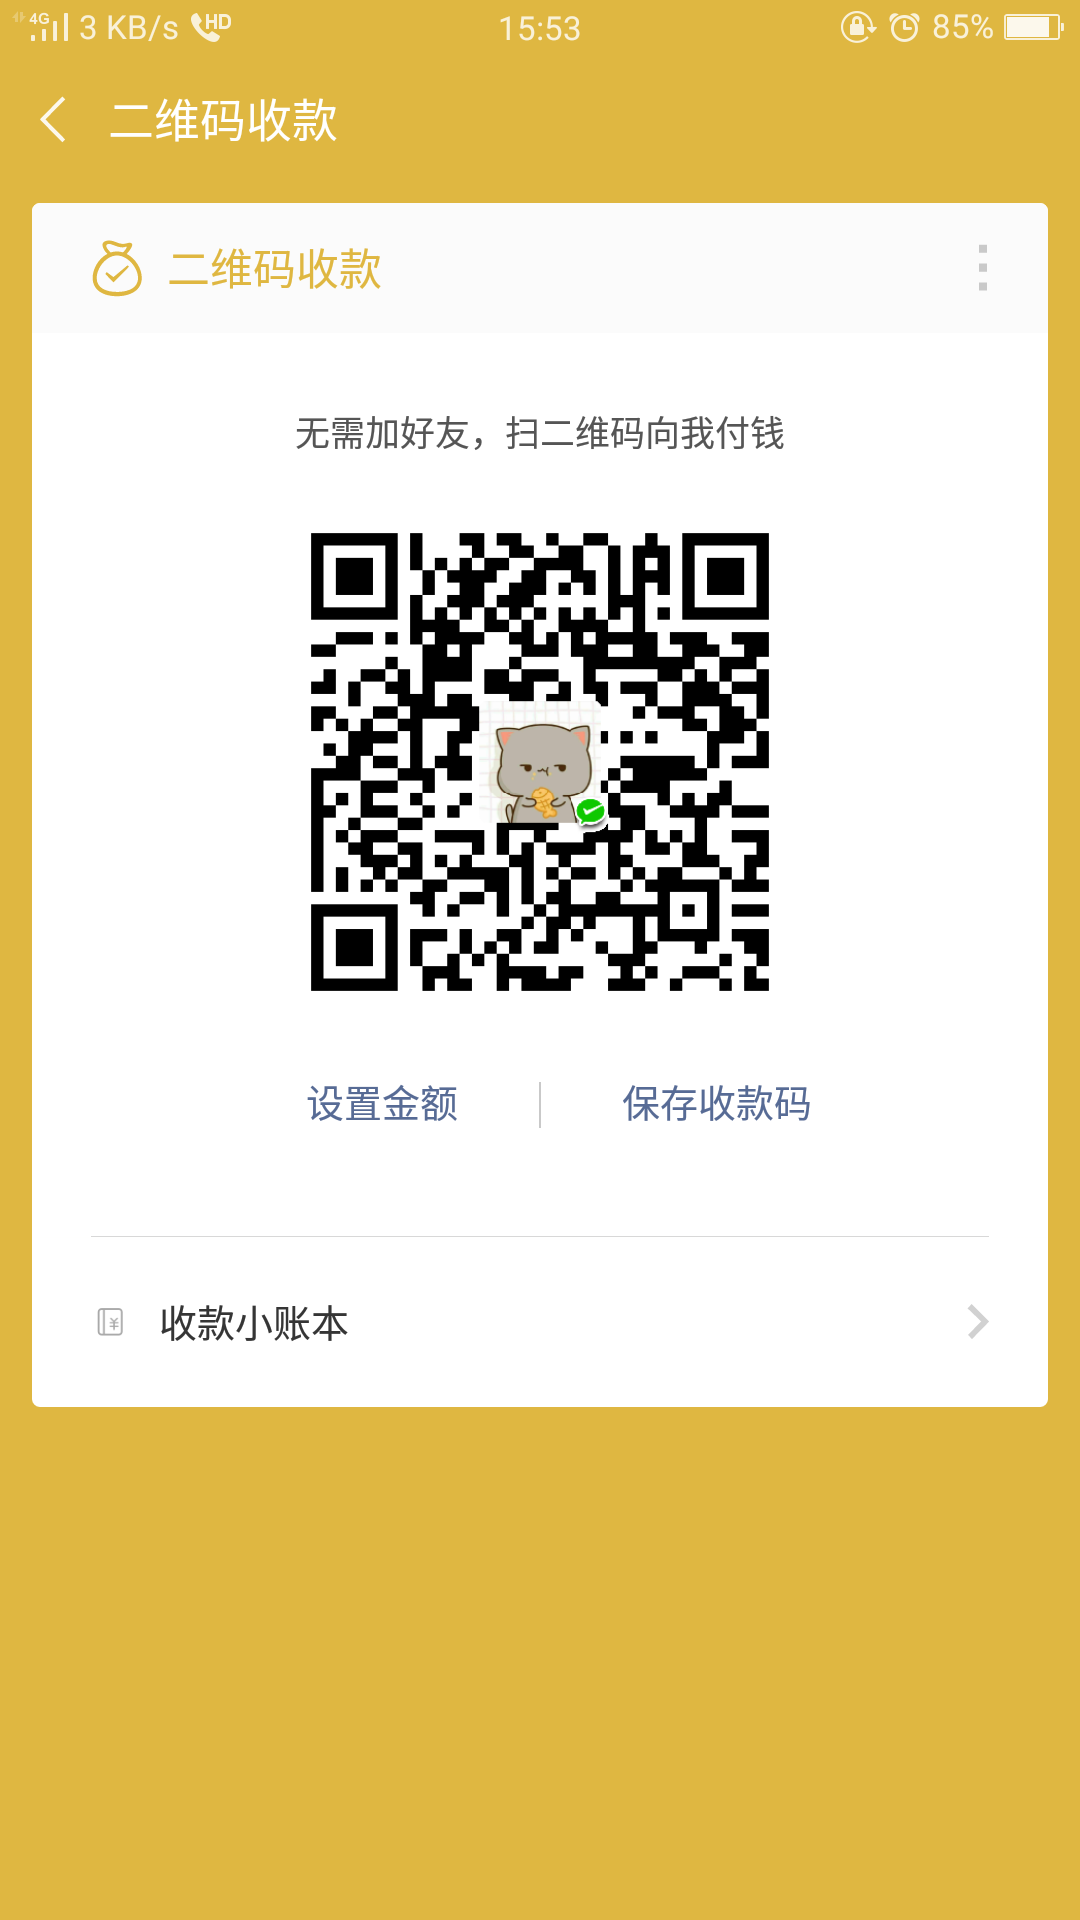 4G 3 KB/s HD 15:53 85%
二维码收款
二维码收款
无需加好友，扫二维码向我付钱
设置金额 保存收款码
收款小账本